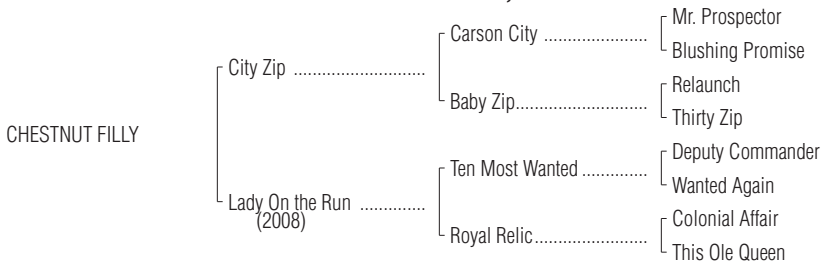 Mr. Prospector
Carson City ......................
Blushing Promise
City Zip ............................
Relaunch
Baby Zip............................
Thirty Zip
CHESTNUT FILLY
Deputy Commander
Ten Most Wanted ..............
Wanted Again
Lady On the Run ..............
(2008)
Colonial Affair
Royal Relic........................
This Ole Queen